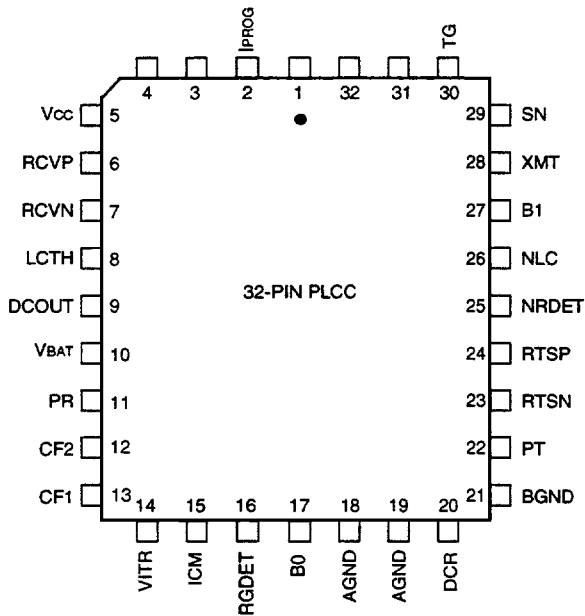 IPROG
TG
4 3 2 1 32 31 30
VCC 5 29 SN
RCVP 6 28 XMT
RCVN 7 27 B1
LCTH 8 26 NLC
32-PIN PLCC
DCOUT 9 25 NRDET
VBAT 10 24 RTSP
PR 11 23 RTSN
CF2 12 22 PT
CF1 13 21 BGND
14 15 16 17 18 19 20
VITR
ICM
RGDET
B0
AGND
AGND
DCR